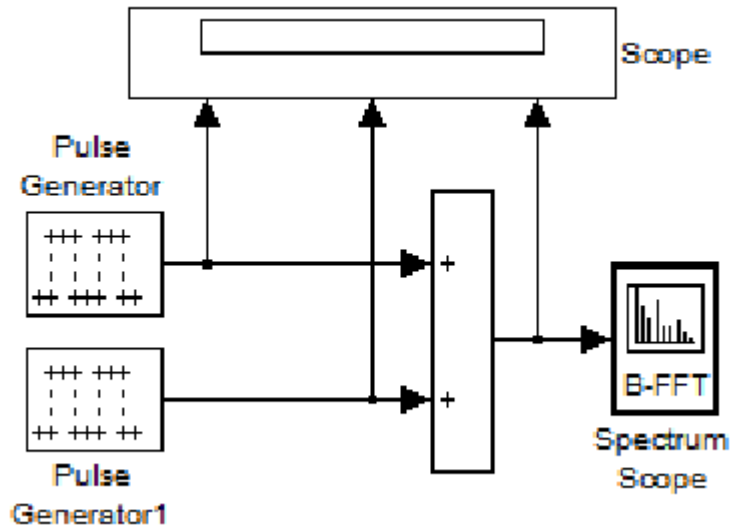 Scope
Pulse
Generator
+
B-FFT
+
Spectrum
Scope
Pulse
Generator1